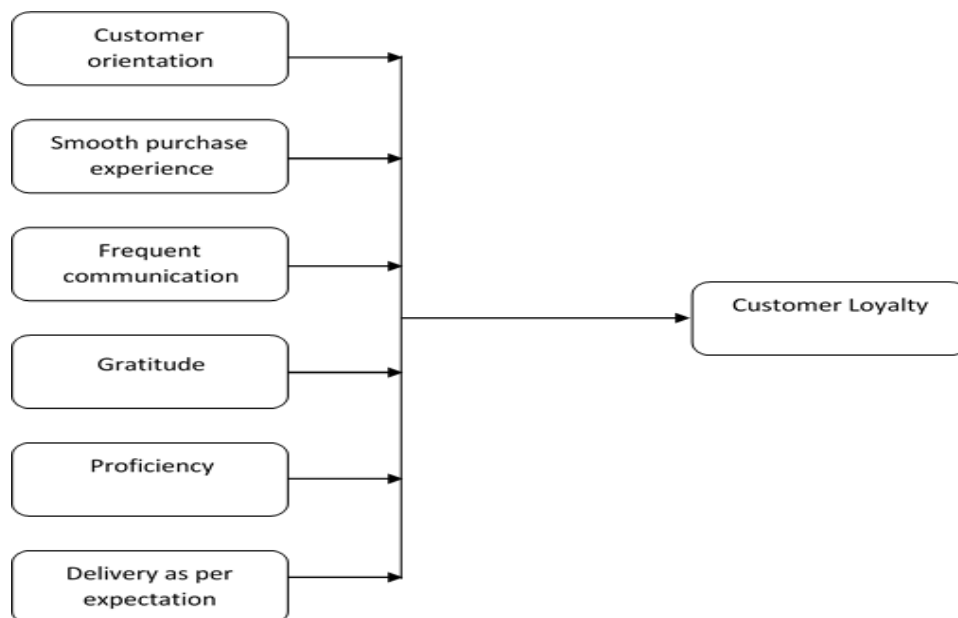 Customer
orientation
Smooth purchase
experience
Frequent
communication
Gratitude
Proficiency
Delivery as per
expectation
Customer Loyalty